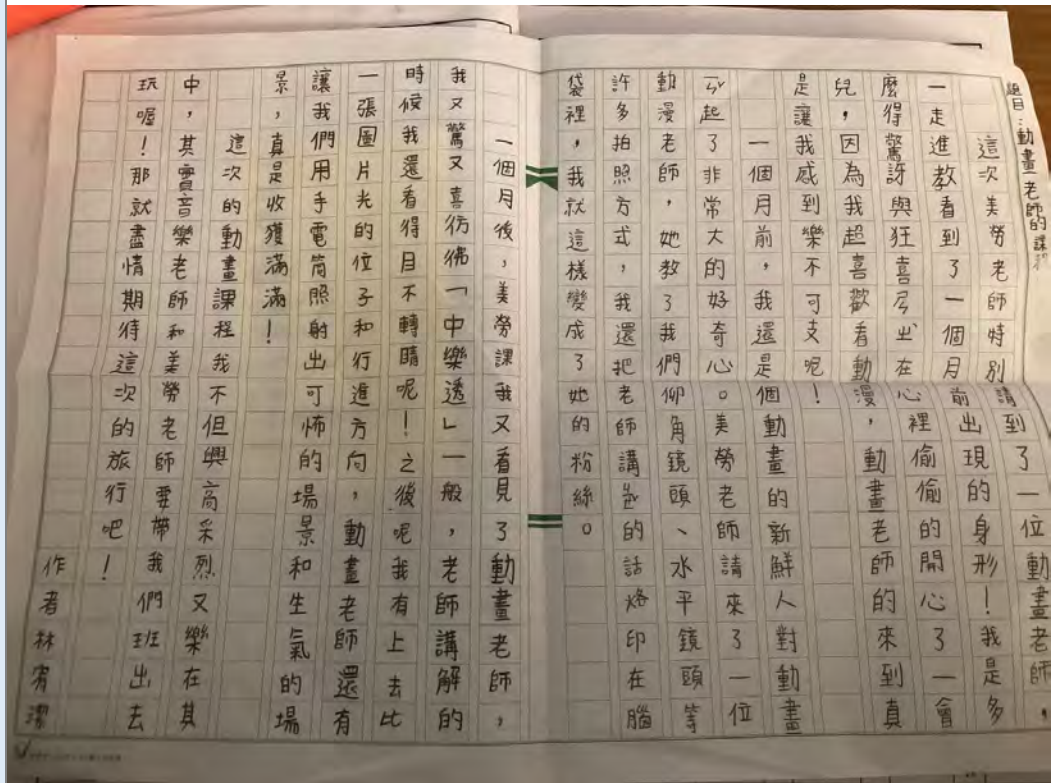 題目:動畫老師的課程
這次美勞老師特別請到了一位動畫老師,
一走進教看到了一個月前出現的身形!我是多
麼得驚訝與狂喜在心裡偷偷的開心了一會
兒,因為我超喜歡看動漫,動畫老師的來到真
是讓我感到樂不可支呢!
一個月前,我還是個動畫的新鮮人對動畫
起了非常大的好奇心。美勞老師請來了一位
動漫老師,她教了我們仰角鏡頭、水平鏡頭等
許多拍照方式,我還把老師講的話烙印在腦
袋裡,我就這樣變成了她的粉絲。
一個月後,美勞課我又看見了動畫老師,
我又驚又喜彷彿「中樂透」一般,老師講解的
時候我還看得目不轉睛呢!之後呢我有上去比
一張圖片光的位子和行進方向,動畫老師還有
讓我們用手電筒照射出可怖的場景和生氣的場
景,真是收獲滿滿!
這次的動畫課程我不但興高采烈又樂在其
中,其實音樂老師和美勞老師要帶我們班出去
玩喔!那就盡情期待這次的旅行吧!
作者林